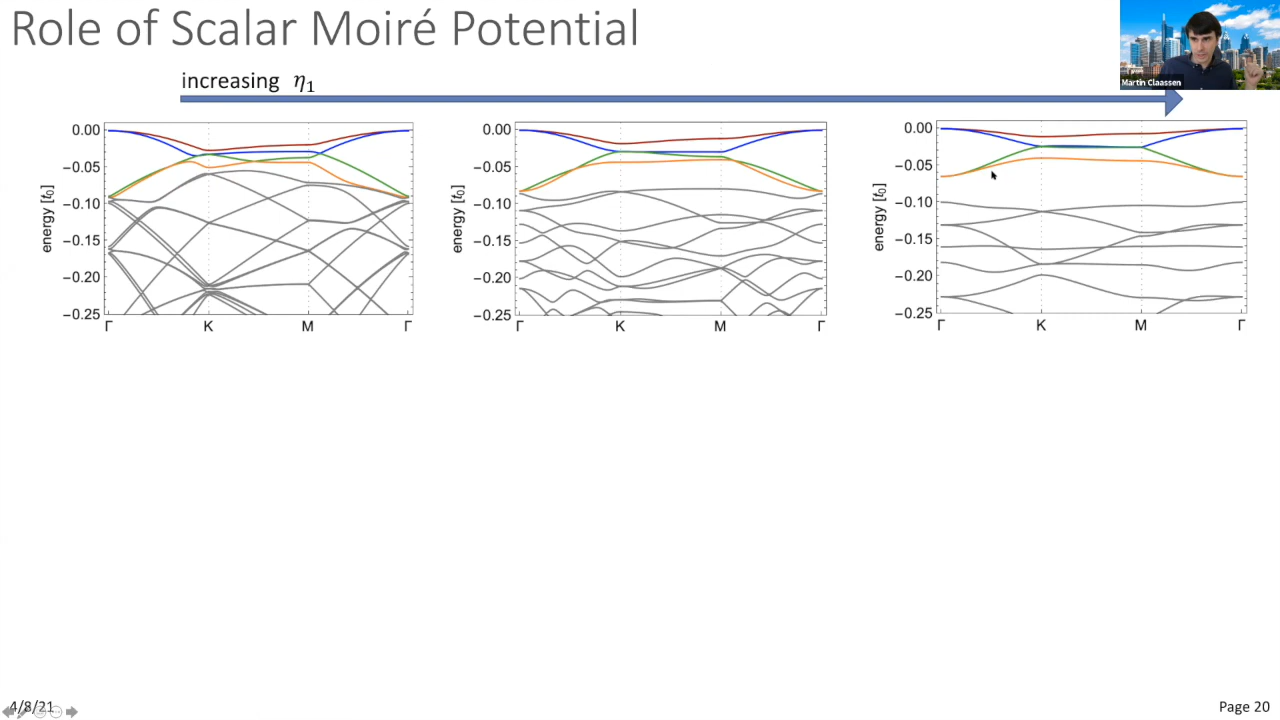 Role of Scalar Moiré Potential
Martin Claassen
increasing η₁
0.00
−0.05
−0.10
−0.15
−0.20
−0.25
energy [t₀]
Γ K M Γ
0.00
−0.05
−0.10
−0.15
−0.20
−0.25
energy [t₀]
Γ K M Γ
0.00
−0.05
−0.10
−0.15
−0.20
−0.25
energy [t₀]
Γ K M Γ
4/8/21
Page 20